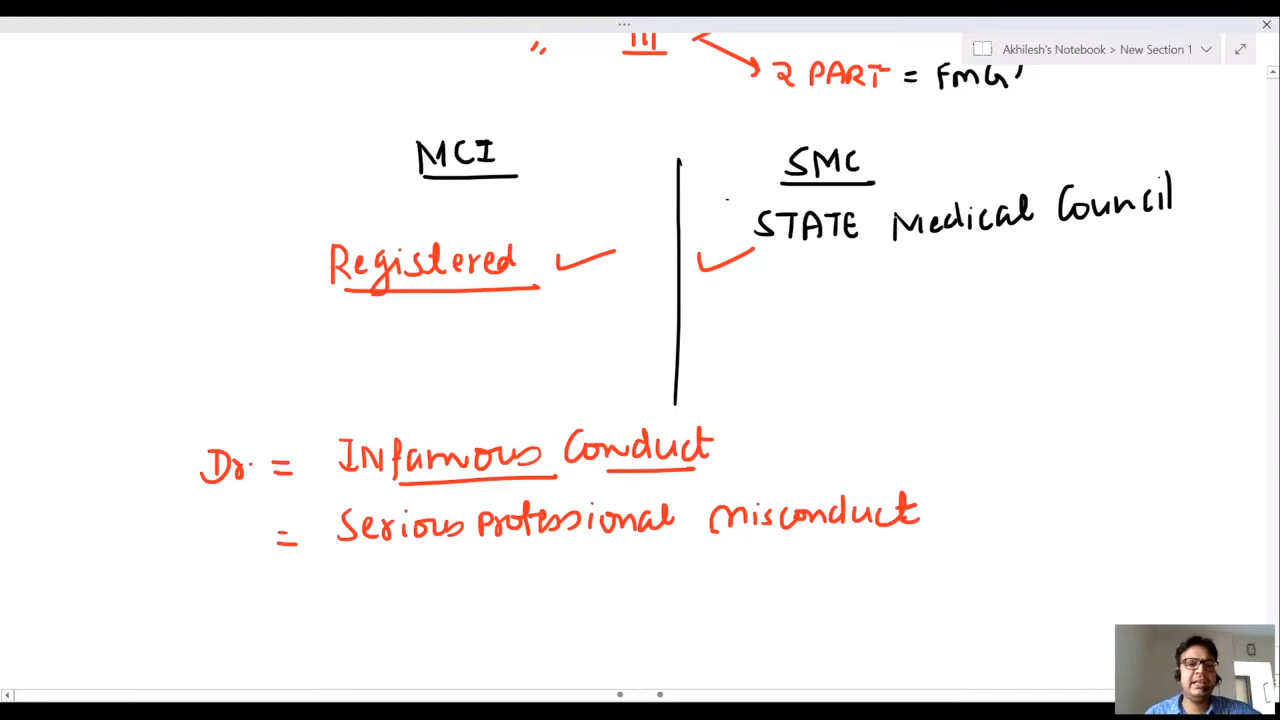 Akhilesh's Notebook > New Section 1
III
2 PART = FMG'
MCI
SMC
STATE Medical Council
Registered
Dr. = Infamous Conduct
= Serious professional misconduct